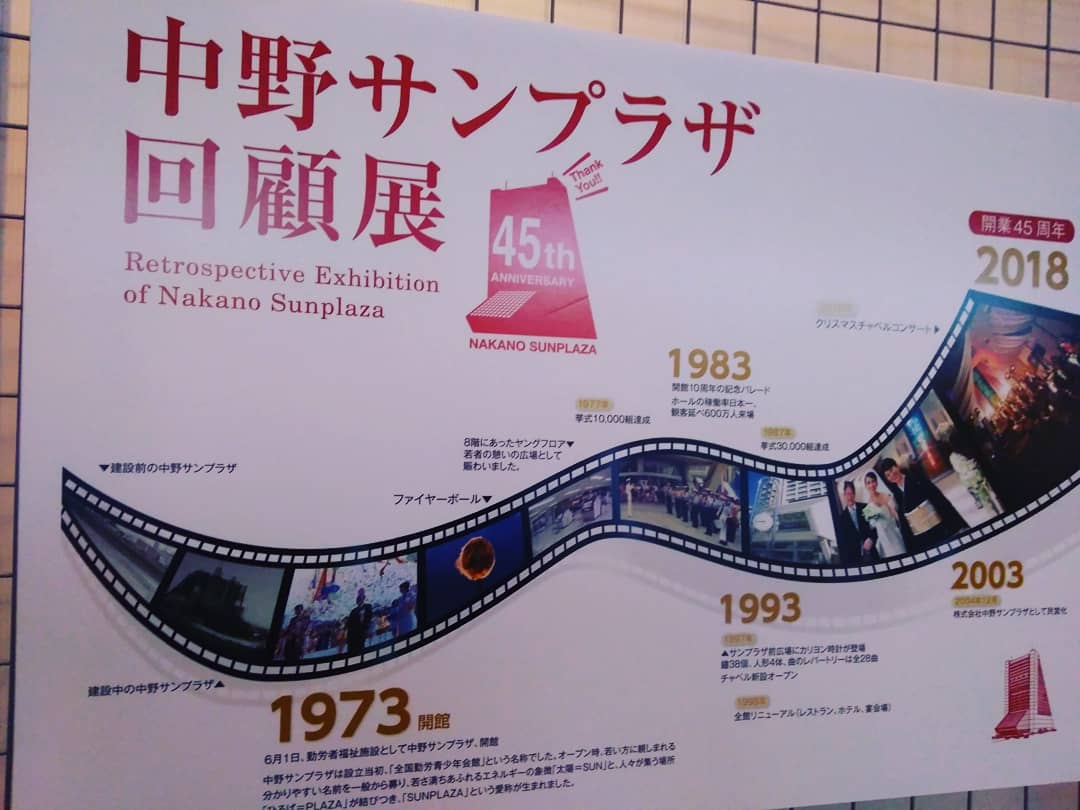 中野サンプラザ
回顧展
Retrospective Exhibition
of Nakano Sunplaza
Thank
You!!
45th
ANNIVERSARY
NAKANO SUNPLAZA
開業45周年
2018
クリスマスチャペルコンサート▶
1983
開館10周年の記念パレード
ホールの稼働率日本一、
観客延べ600万人来場
1977年
挙式10,000組達成
1987年
挙式30,000組達成
8階にあったヤングフロア▼
若者の憩いの広場として
賑わいました。
▼建設前の中野サンプラザ
ファイヤーボール▼
建設中の中野サンプラザ▲
1973 開館
6月1日、勤労者福祉施設として中野サンプラザ、開館
中野サンプラザは設立当初、「全国勤労青少年会館」という名称でした。オープン時、若い方に親しまれる
分かりやすい名前を一般から募り、若さ満ちあふれるエネルギーの象徴「太陽=SUN」と、人々が集う場所
「ひろば=PLAZA」が結びつき、「SUNPLAZA」という愛称が生まれました。
1993
▲サンプラザ前広場にカリヨン時計が登場
鐘38個、人形4体、曲のレパートリーは全28曲
チャペル新設オープン
全館リニューアル(レストラン、ホテル、宴会場)
2003
2004年12月
株式会社中野サンプラザとして民営化